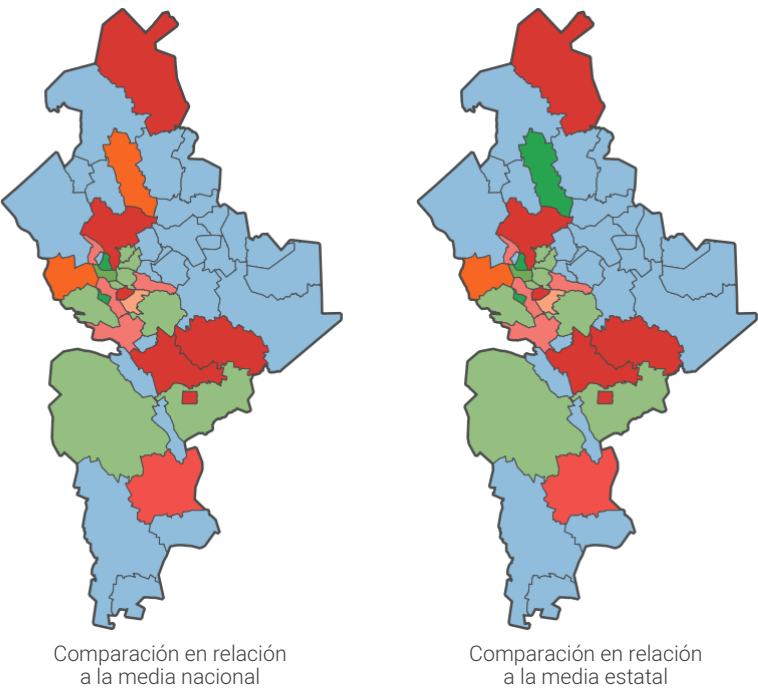 Comparación en relación
a la media nacional
Comparación en relación
a la media estatal